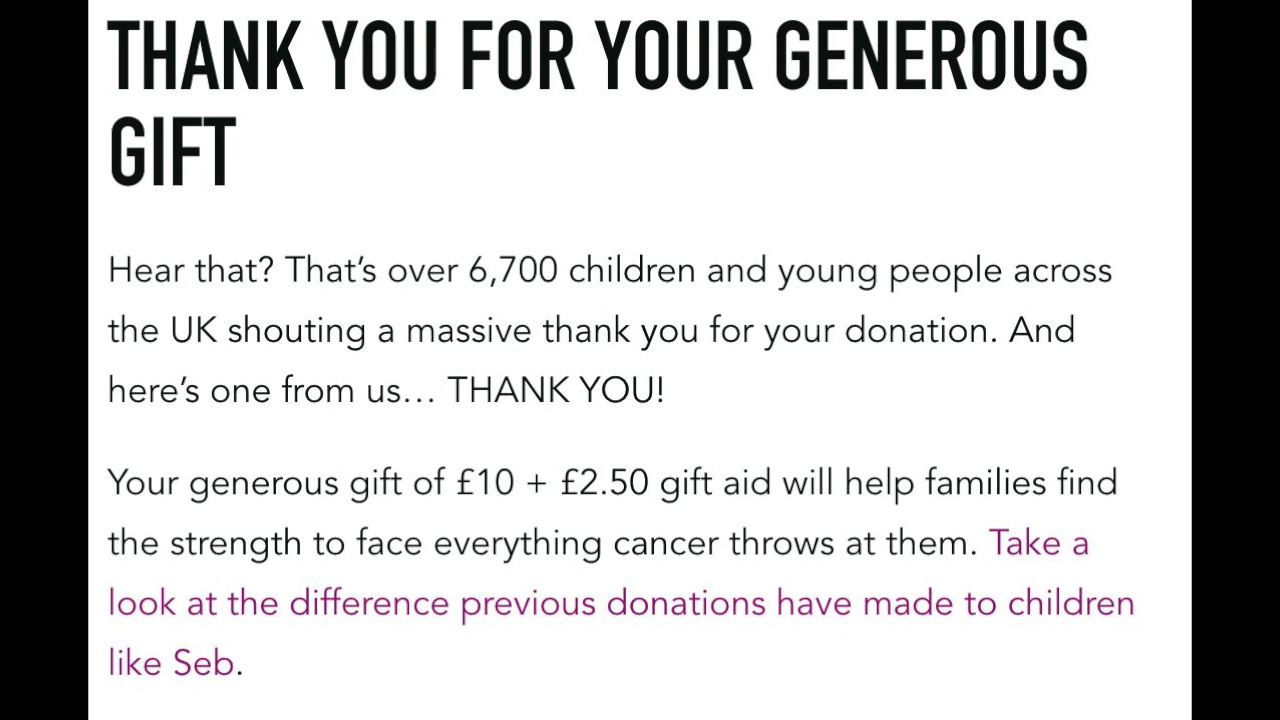 THANK YOU FOR YOUR GENEROUS
GIFT
Hear that? That’s over 6,700 children and young people across
the UK shouting a massive thank you for your donation. And
here’s one from us… THANK YOU!
Your generous gift of £10 + £2.50 gift aid will help families find
the strength to face everything cancer throws at them. Take a
look at the difference previous donations have made to children
like Seb.